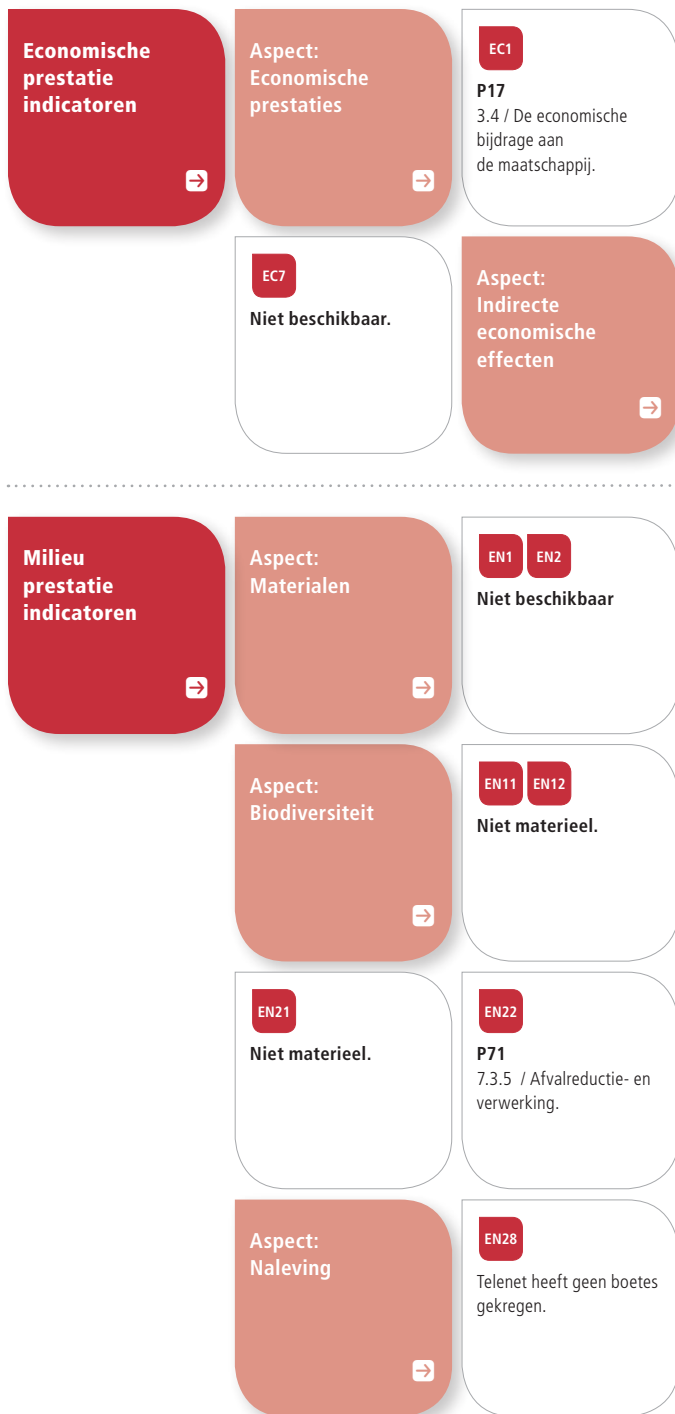 Economische
prestatie
indicatoren
Aspect:
Economische
prestaties
EC1
P17
3.4 / De economische
bijdrage aan
de maatschappij.
EC7
Niet beschikbaar.
Aspect:
Indirecte
economische
effecten
Milieu
prestatie
indicatoren
Aspect:
Materialen
EN1 EN2
Niet beschikbaar
Aspect:
Biodiversiteit
EN11 EN12
Niet materieel.
EN21
Niet materieel.
EN22
P71
7.3.5 / Afvalreductie- en
verwerking.
Aspect:
Naleving
EN28
Telenet heeft geen boetes
gekregen.